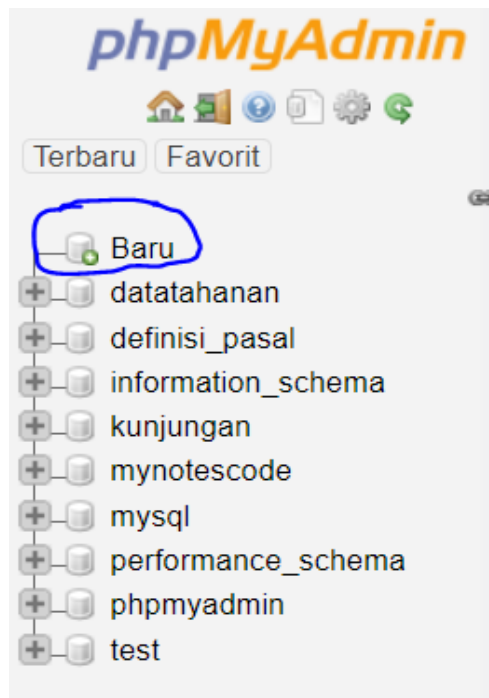 phpMyAdmin
Terbaru Favorit
Baru
datatahanan
definisi_pasal
information_schema
kunjungan
mynotescode
mysql
performance_schema
phpmyadmin
test